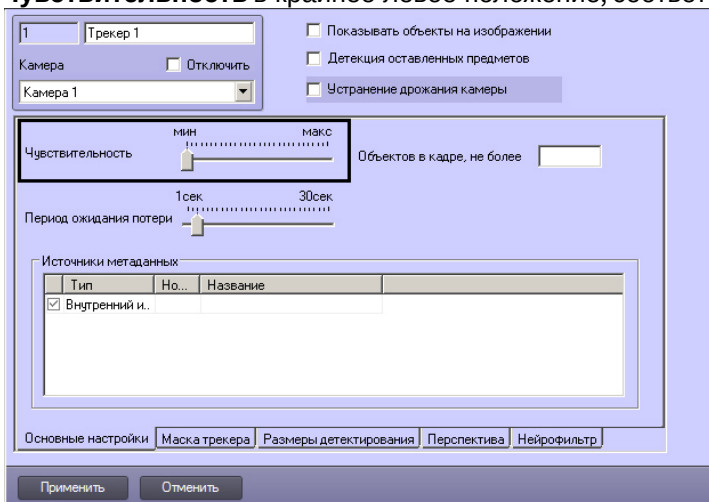 Чувствительность в крайнее левое положение, соответ
1 Трекер 1
Показывать объекты на изображении
Камера Отключить
Детекция оставленных предметов
Камера 1
Устранение дрожания камеры
мин макс
Чувствительность
Объектов в кадре, не более
1сек 30сек
Период ожидания потери
Источники метаданных
Тип Но... Название
Внутренний и..
Основные настройки Маска трекера Размеры детектирования Перспектива Нейрофильтр
Применить Отменить